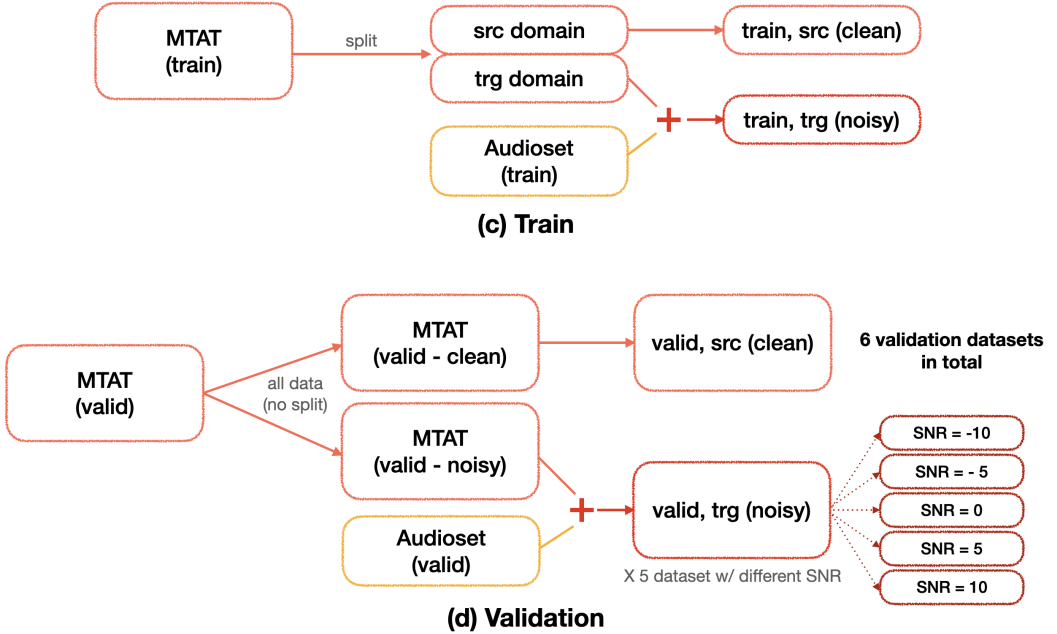 MTAT
(train)
split
src domain
trg domain
train, src (clean)
+
train, trg (noisy)
Audioset
(train)
(c) Train
MTAT
(valid)
all data
(no split)
MTAT
(valid - clean)
valid, src (clean)
6 validation datasets
in total
MTAT
(valid - noisy)
+
Audioset
(valid)
valid, trg (noisy)
X 5 dataset w/ different SNR
SNR = -10
SNR = - 5
SNR = 0
SNR = 5
SNR = 10
(d) Validation